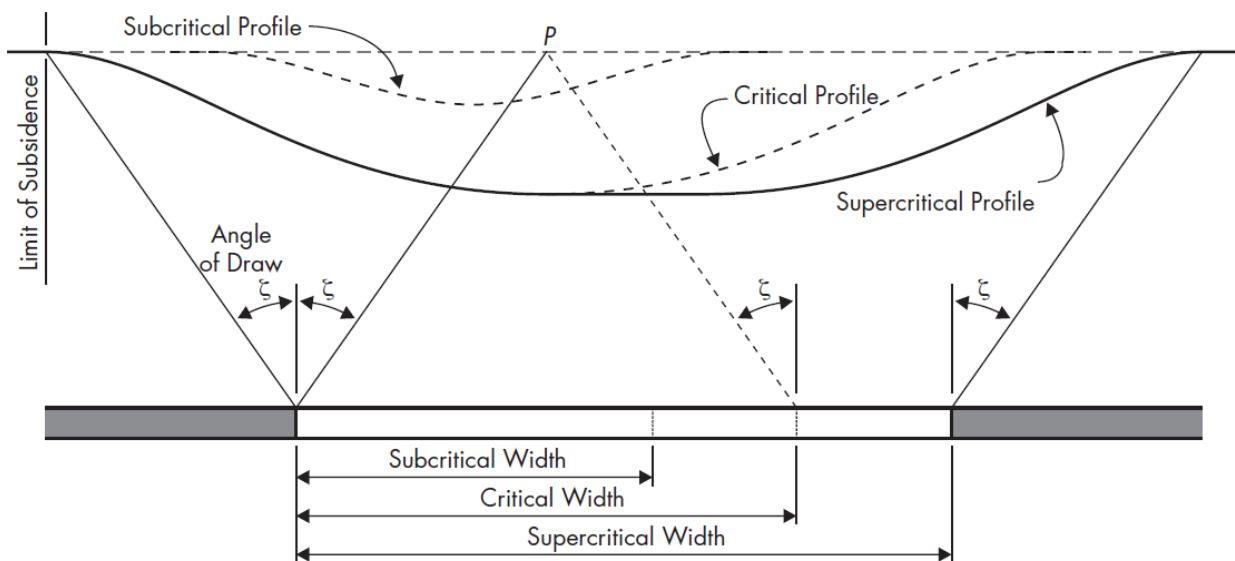 Subcritical Profile
P
Critical Profile
Supercritical Profile
Limit of Subsidence
Angle
of Draw
ζ
ζ
ζ
ζ
Subcritical Width
Critical Width
Supercritical Width